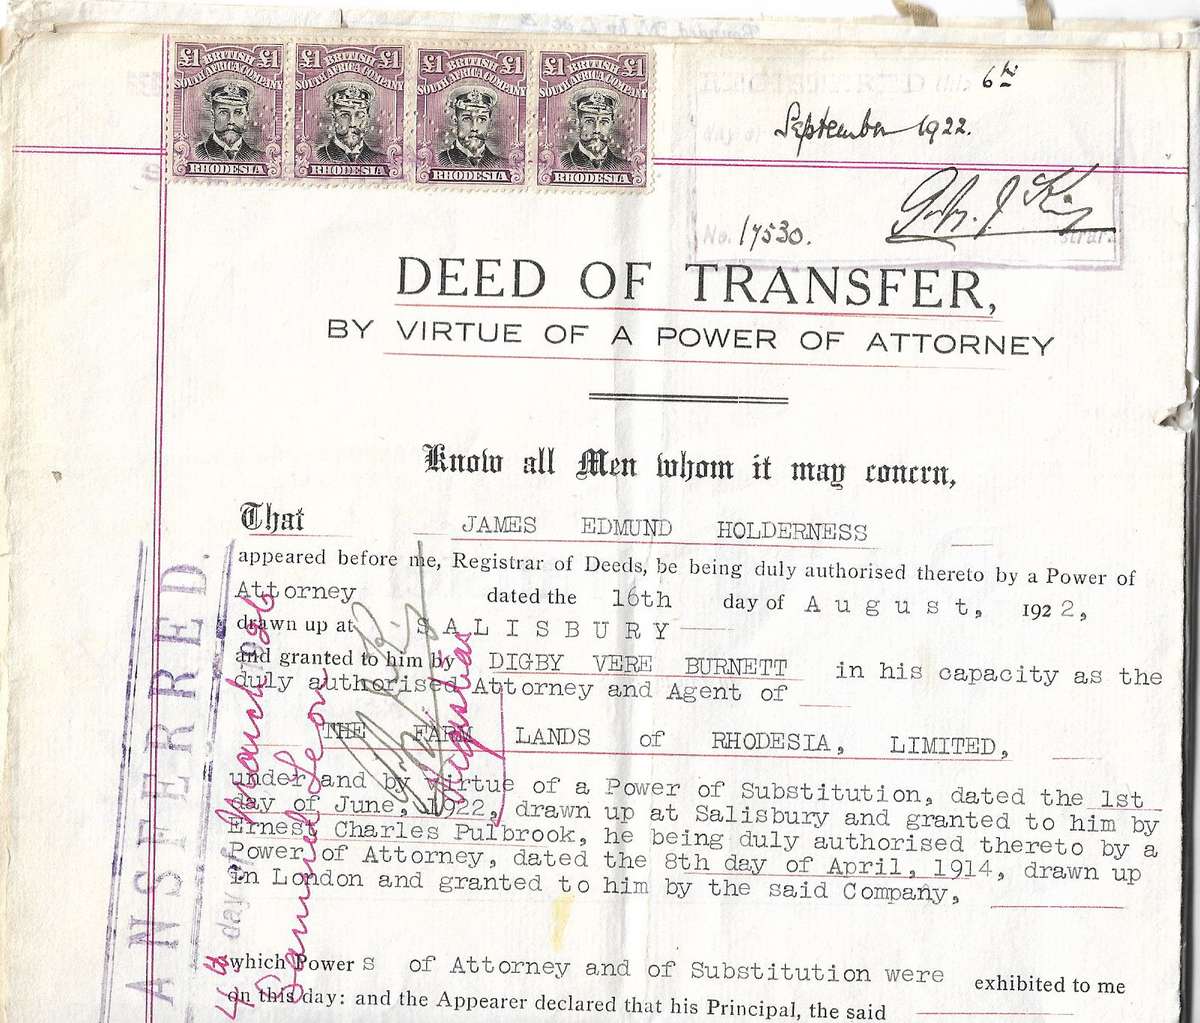 £1 BRITISH £1 £1 BRITISH £1 £1 BRITISH £1 £1 BRITISH £1
SOUTH AFRICA COMPANY SOUTH AFRICA COMPANY SOUTH AFRICA COMPANY SOUTH AFRICA COMPANY
RHODESIA RHODESIA RHODESIA RHODESIA
6th
September 1922.
No. 17530.
DEED OF TRANSFER,
BY VIRTUE OF A POWER OF ATTORNEY
Know all Men whom it may concern,
That JAMES EDMUND HOLDERNESS
appeared before me, Registrar of Deeds, he being duly authorised thereto by a Power of
Attorney dated the 16th day of August, 1922,
drawn up at SALISBURY
and granted to him by DIGBY VERE BURNETT in his capacity as the
duly authorised Attorney and Agent of
THE FARM LANDS of RHODESIA, LIMITED,
under and by virtue of a Power of Substitution, dated the 1st
day of June, 1922, drawn up at Salisbury and granted to him by
Ernest Charles Pulbrook, he being duly authorised thereto by a
Power of Attorney, dated the 8th day of April, 1914, drawn up
in London and granted to him by the said Company,
which Powers of Attorney and of Substitution were exhibited to me
on this day: and the Appearer declared that his Principal, the said
ANSFERRED.
4th day of March 1926
Samuel Leon